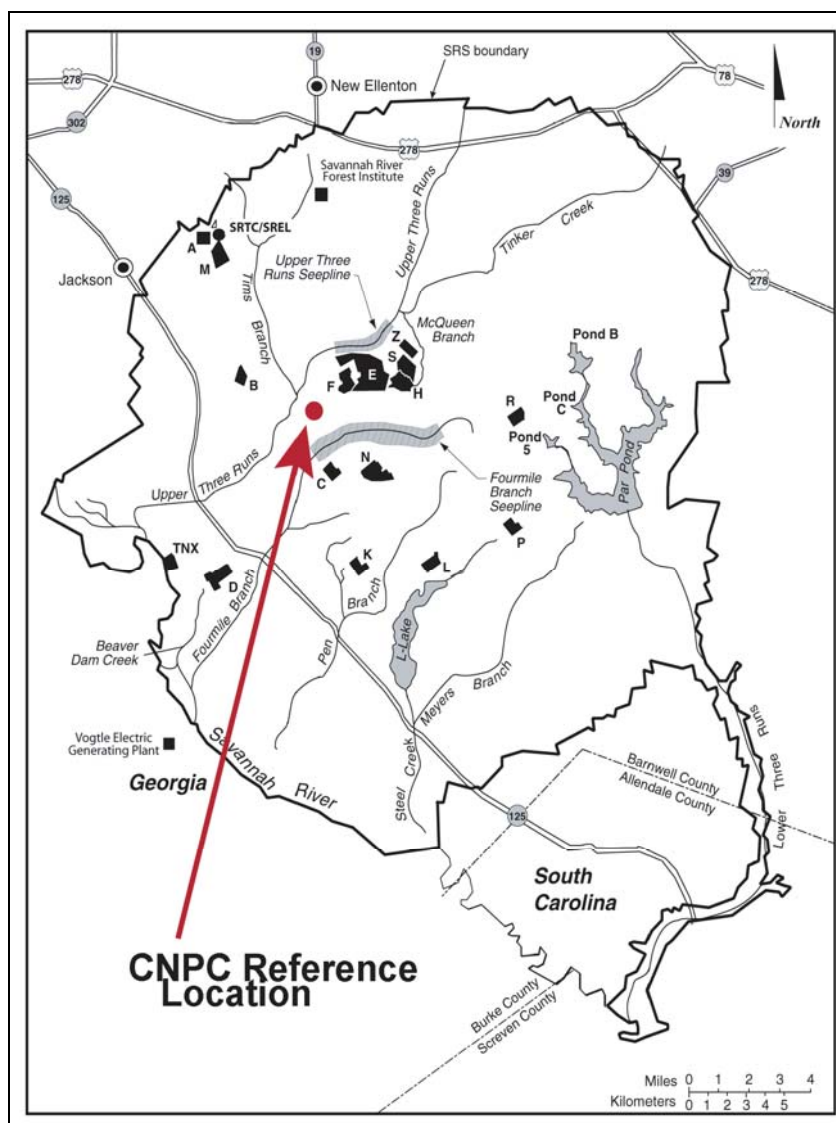 SRS boundary
19
278
New Ellenton
78
302
278
North
Savannah River
Forest Institute
125
39
SRTC/SREL
A
M
Jackson
Upper Three
Runs Seepline
Upper Three Runs
Tinker Creek
278
Tims
Branch
McQueen
Branch
Z
S
E
F
H
B
Pond B
Pond
C
R
Pond
5
Par Pond
Upper Three Runs
C
N
Fourmile
Branch
Seepline
P
TNX
D
K
L
Fourmile Branch
Pen Branch
Beaver
Dam Creek
L-Lake
Meyers Branch
Vogtle Electric
Generating Plant
Savannah River
Georgia
Steel Creek
Barnwell County
Allendale County
Lower Three Runs
125
South
Carolina
CNPC Reference
Location
Burke County
Screven County
Miles 0 1 2 3 4
Kilometers 0 1 2 3 4 5